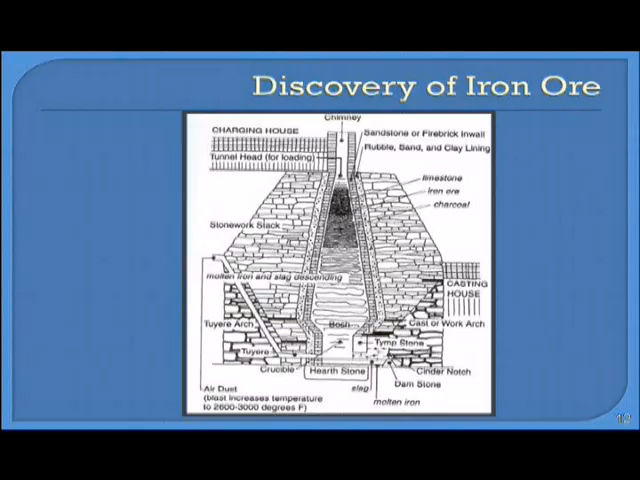 Discovery of Iron Ore
Chimney
CHARGING HOUSE
Sandstone or Firebrick Inwall
Tunnel Head (for loading)
Rubble, Sand, and Clay Lining
limestone
iron ore
charcoal
Stonework Stack
molten iron and slag descending
CASTING
HOUSE
Tuyere Arch
Bosh
Cast or Work Arch
Tymp Stone
Tuyere
Crucible
Hearth Stone
Cinder Notch
Dam Stone
slag
molten iron
Air Dust
(blast increases temperature
to 2600-3000 degrees F)
12